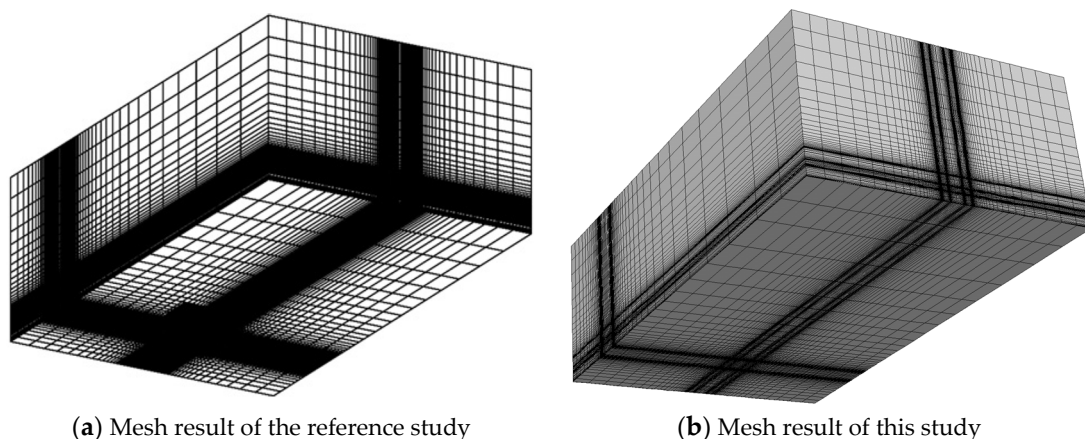 (a) Mesh result of the reference study
(b) Mesh result of this study